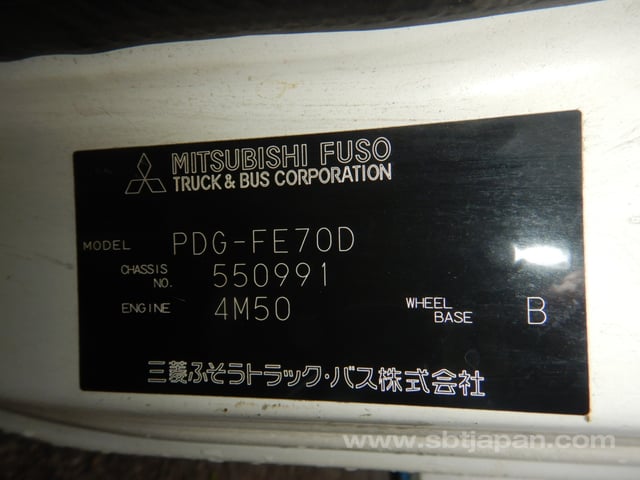 MITSUBISHI FUSO
TRUCK & BUS CORPORATION
MODEL PDG-FE70D
CHASSIS NO. 550991
ENGINE 4M50 WHEEL BASE B
三菱ふそうトラック・バス株式会社
www.sbtjapan.com